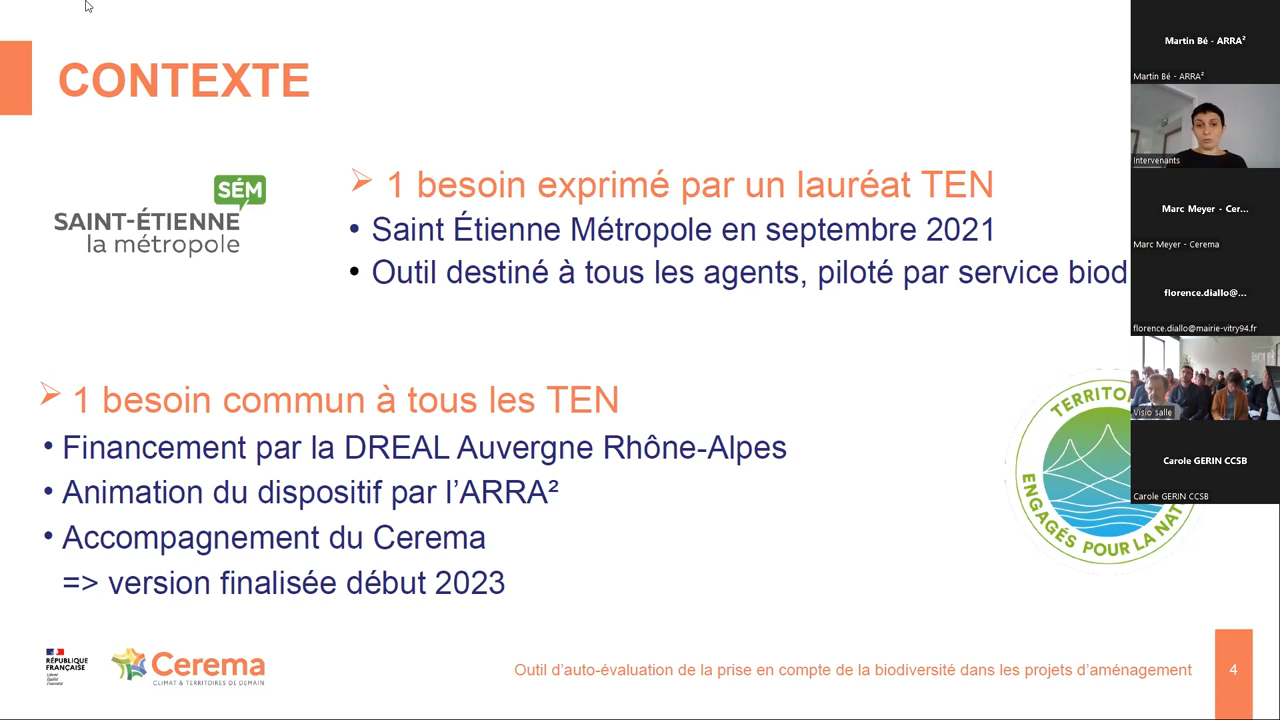 CONTEXTE
SÉM
SAINT-ÉTIENNE
la métropole
1 besoin exprimé par un lauréat TEN
• Saint Étienne Métropole en septembre 2021
• Outil destiné à tous les agents, piloté par service biod
1 besoin commun à tous les TEN
• Financement par la DREAL Auvergne Rhône-Alpes
• Animation du dispositif par l’ARRA²
• Accompagnement du Cerema
=> version finalisée début 2023
TERRITO
ENGAGÉS POUR LA NAT
RÉPUBLIQUE
FRANÇAISE
Liberté
Égalité
Fraternité
Cerema
CLIMAT & TERRITOIRES DE DEMAIN
Outil d’auto-évaluation de la prise en compte de la biodiversité dans les projets d’aménagement
4
Martin Bé - ARRA²
Martin Bé - ARRA²
Intervenants
Marc Meyer - Cer...
Marc Meyer - Cerema
florence.diallo@...
florence.diallo@mairie-vitry94.fr
Visio salle
Carole GERIN CCSB
Carole GERIN CCSB